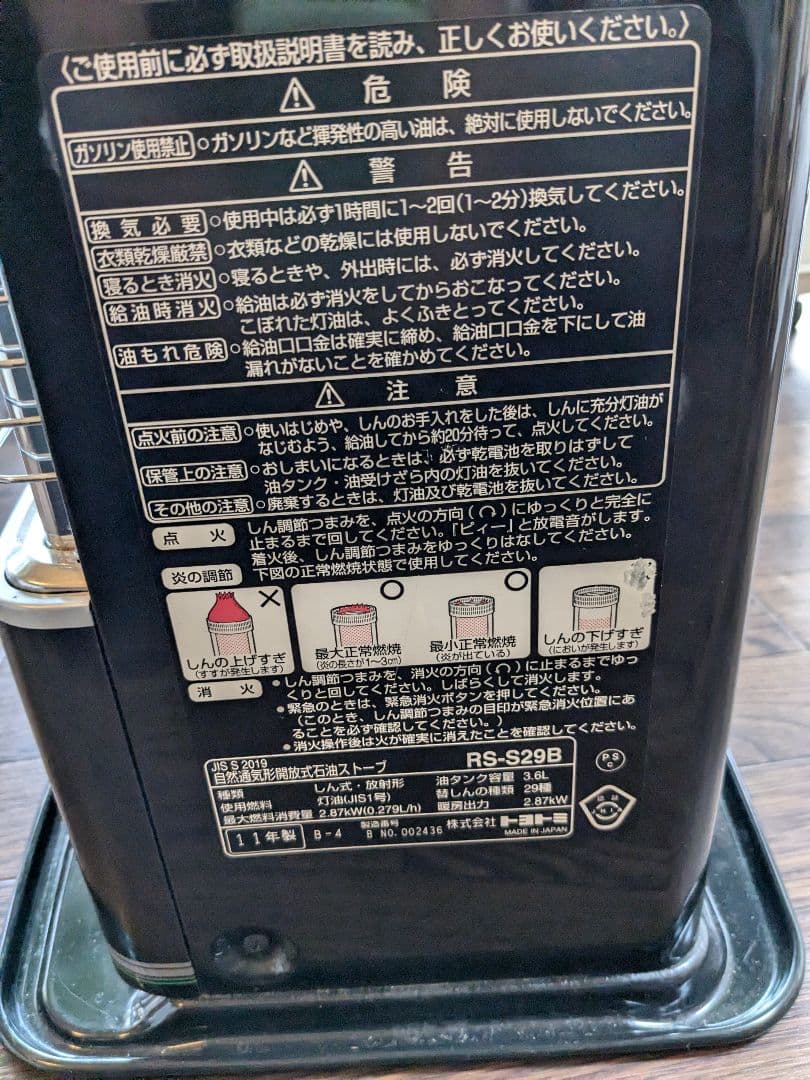 〈ご使用前に必ず取扱説明書を読み、正しくお使いください。〉
危険
ガソリン使用禁止 ○ガソリンなど揮発性の高い油は、絶対に使用しないでください。
警告
換気必要 ○使用中は必ず1時間に1〜2回(1〜2分)換気してください。
衣類乾燥厳禁 ○衣類などの乾燥には使用しないでください。
寝るとき消火 ○寝るときや、外出時には、必ず消火してください。
給油時消火 ○給油は必ず消火をしてからおこなってください。
こぼれた灯油は、よくふきとってください。
油もれ危険 ○給油口口金は確実に締め、給油口口金を下にして油
漏れがないことを確かめてください。
注意
点火前の注意 ○使いはじめや、しんのお手入れをした後は、しんに充分灯油が
なじむよう、給油してから約20分待って、点火してください。
保管上の注意 ○おしまいになるときは、必ず乾電池を取りはずして
油タンク・油受けざら内の灯油を抜いてください。
その他の注意 ○廃棄するときは、灯油及び乾電池を抜いてください。
点火 しん調節つまみを、点火の方向(⌒)にゆっくりと完全に
止まるまで回してください。「ピィー」と放電音がします。
着火後、しん調節つまみをゆっくりはなしてください。
炎の調節 下図の正常燃焼状態で使用してください。
しんの上げすぎ
(すすが発生します)
最大正常燃焼
(炎の長さが1〜3cm)
最小正常燃焼
(炎が出ている)
しんの下げすぎ
(においが発生します)
消火 ●しん調節つまみを、消火の方向(⌒)に止まるまでゆっ
くりと回してください。しばらくして消火します。
●緊急のときは、緊急消火ボタンを押してください。
(このとき、しん調節つまみの目印が緊急消火位置にあ
ることを必ず確認してください。)
●消火操作後は火が確実に消えたことを確認してください。
JIS S 2019
自然通気形開放式石油ストーブ RS-S29B
種類 しん式・放射形 油タンク容量 3.6L
使用燃料 灯油(JIS1号) 替しんの種類 29種
最大燃料消費量 2.87kW(0.279L/h) 暖房出力 2.87kW
11年製 B-4 製造番号 B NO.002436 株式会社トヨトミ
MADE IN JAPAN
PS
C